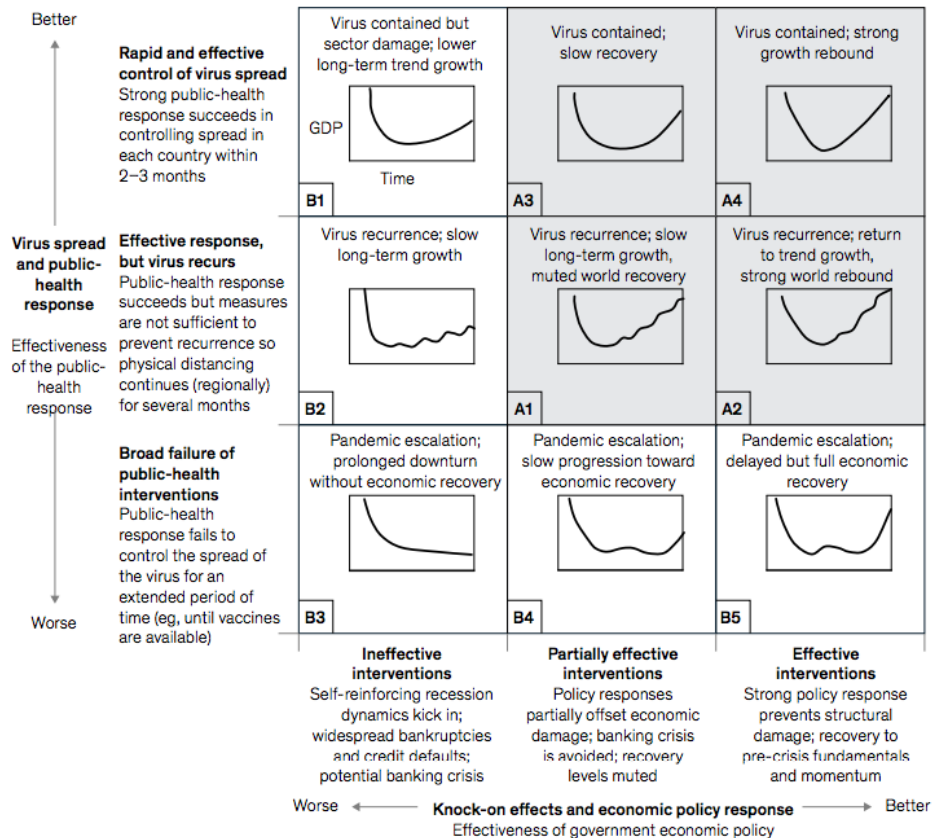 Better
Rapid and effective
control of virus spread
Strong public-health
response succeeds in
controlling spread in
each country within
2–3 months
Virus contained but
sector damage; lower
long-term trend growth
GDP
Time
B1
Virus contained;
slow recovery
A3
Virus contained; strong
growth rebound
A4
Virus spread
and public-
health
response
Effectiveness
of the public-
health
response
Effective response,
but virus recurs
Public-health response
succeeds but measures
are not sufficient to
prevent recurrence so
physical distancing
continues (regionally)
for several months
Virus recurrence; slow
long-term growth
B2
Virus recurrence; slow
long-term growth,
muted world recovery
A1
Virus recurrence; return
to trend growth,
strong world rebound
A2
Broad failure of
public-health
interventions
Public-health
response fails to
control the spread of
the virus for an
extended period of
time (eg, until vaccines
are available)
Worse
Pandemic escalation;
prolonged downturn
without economic recovery
B3
Pandemic escalation;
slow progression toward
economic recovery
B4
Pandemic escalation;
delayed but full economic
recovery
B5
Ineffective
interventions
Self-reinforcing recession
dynamics kick in;
widespread bankruptcies
and credit defaults;
potential banking crisis
Partially effective
interventions
Policy responses
partially offset economic
damage; banking crisis
is avoided; recovery
levels muted
Effective
interventions
Strong policy response
prevents structural
damage; recovery to
pre-crisis fundamentals
and momentum
Worse
Knock-on effects and economic policy response
Better
Effectiveness of government economic policy